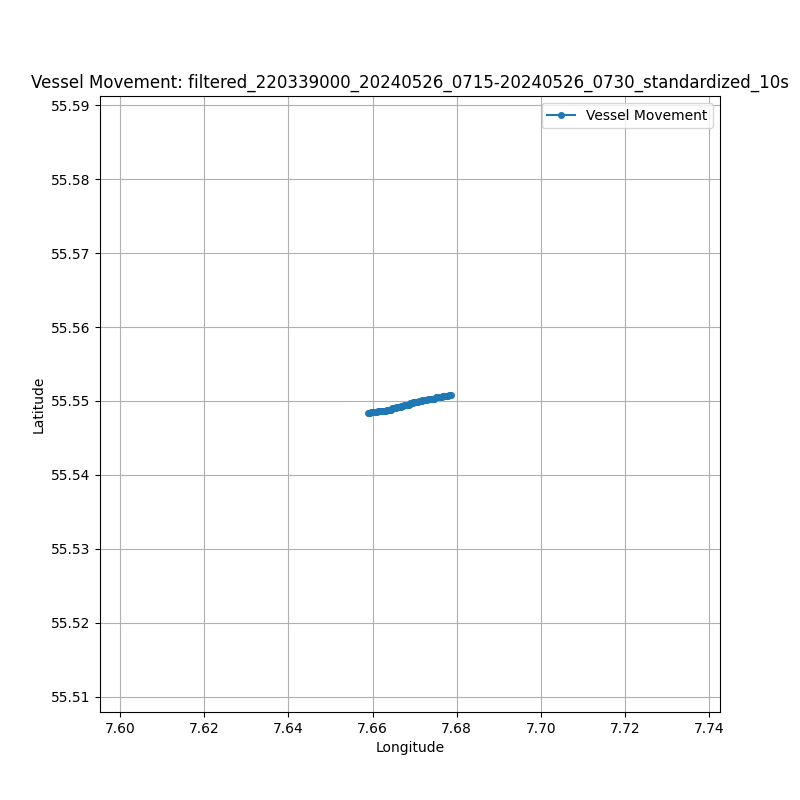 Vessel Movement: filtered_220339000_20240526_0715-20240526_0730_standardized_10s
Vessel Movement
55.59
55.58
55.57
55.56
55.55
55.54
55.53
55.52
55.51
Latitude
7.60 7.62 7.64 7.66 7.68 7.70 7.72 7.74
Longitude